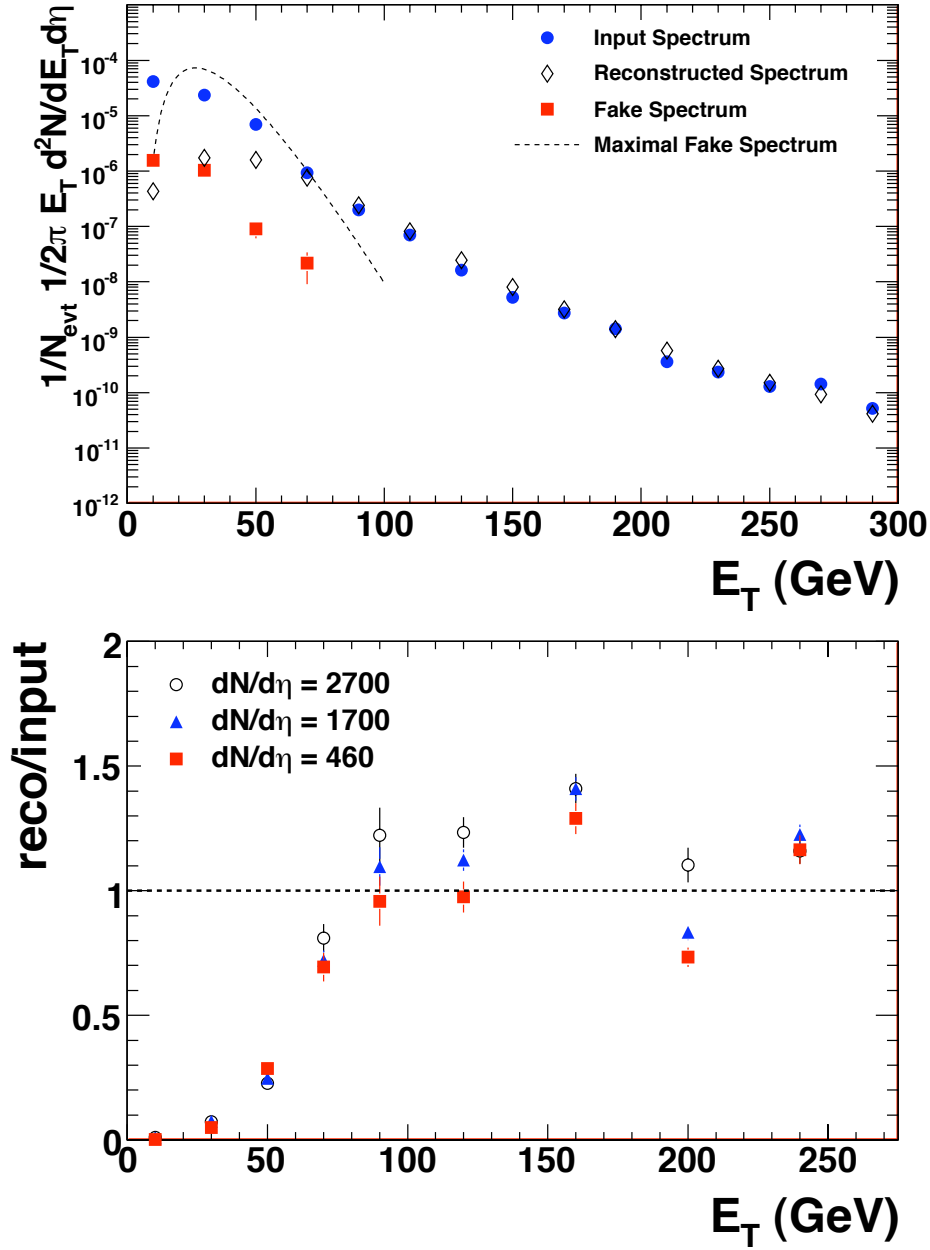 1/N_evt 1/2π E_T d²N/dE_Tdη
Input Spectrum
Reconstructed Spectrum
Fake Spectrum
Maximal Fake Spectrum
10⁻⁴
10⁻⁵
10⁻⁶
10⁻⁷
10⁻⁸
10⁻⁹
10⁻¹⁰
10⁻¹¹
10⁻¹²
0 50 100 150 200 250 300
E_T (GeV)
reco/input
dN/dη = 2700
dN/dη = 1700
dN/dη = 460
2
1.5
1
0.5
0
0 50 100 150 200 250
E_T (GeV)